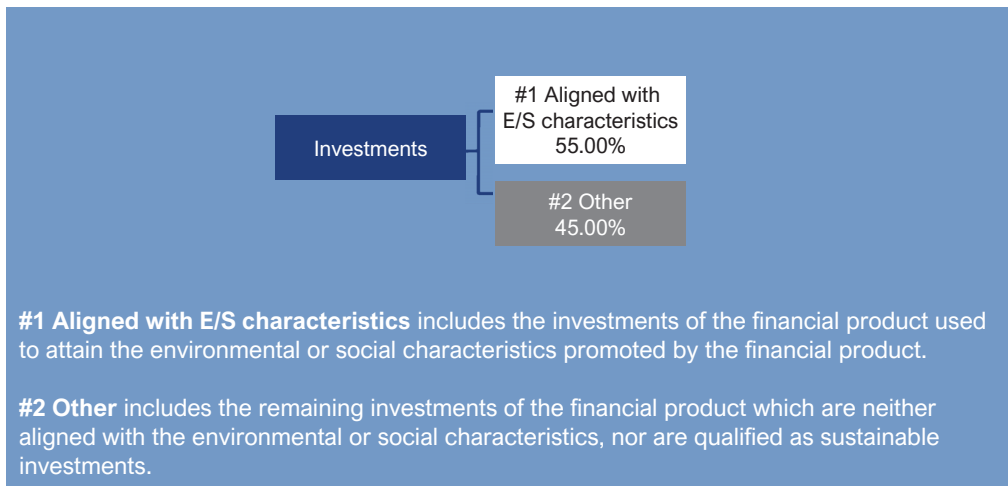 #1 Aligned with
E/S characteristics
55.00%
Investments
#2 Other
45.00%
#1 Aligned with E/S characteristics includes the investments of the financial product used
to attain the environmental or social characteristics promoted by the financial product.
#2 Other includes the remaining investments of the financial product which are neither
aligned with the environmental or social characteristics, nor are qualified as sustainable
investments.